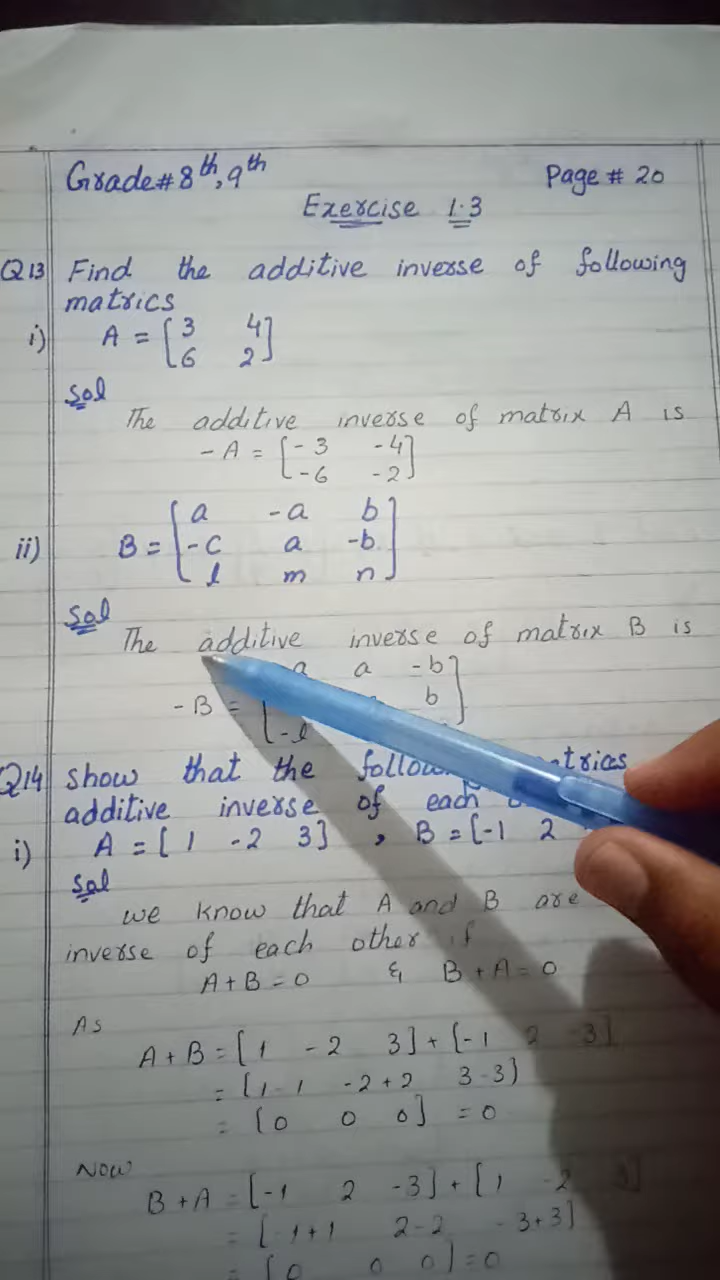 Grade# 8th, 9th Page # 20
Exercise 1.3
Q13 Find the additive inverse of following
matrics
i) A = [3 4
6 2]
Sol
The additive inverse of matrix A is
-A = [-3 -4
-6 -2]
ii) B = [a -a b
-c a -b
l m n]
Sol
The additive inverse of matrix B is
-B = [ a a -b
b
-l ]
Q14 show that the matrices
additive inverse of each
i) A = [1 -2 3] , B = [-1 2
Sol
we know that A and B are
inverse of each other if
A+B=0 & B+A=0
As
A+B = [1 -2 3] + [-1 2 -3]
= [1-1 -2+2 3-3]
= [0 0 0] = 0
Now
B+A = [-1 2 -3] + [1 -2 3]
= [-1+1 2-2 -3+3]
= [0 0 0] = 0